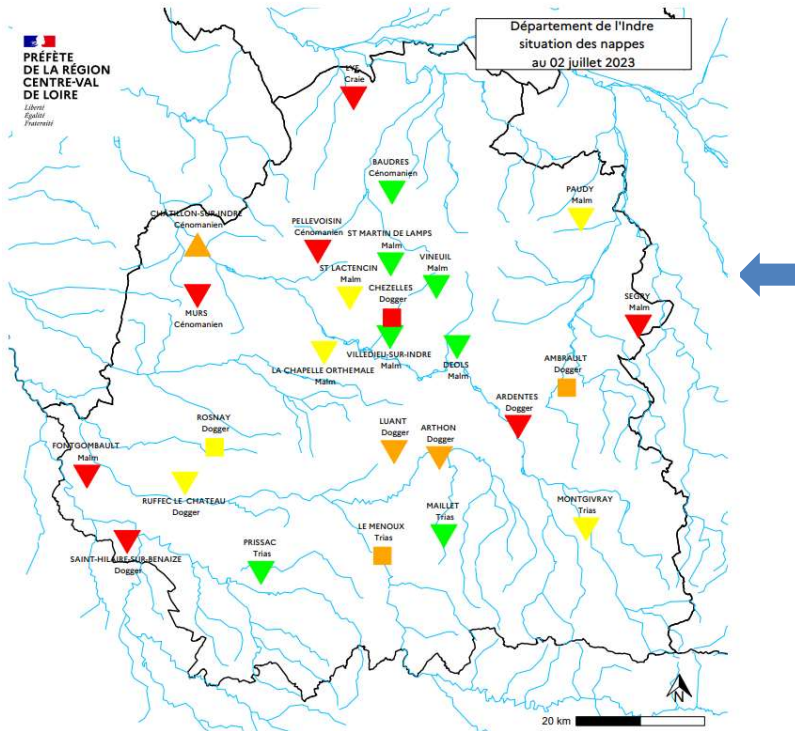 PRÉFÈTE
DE LA RÉGION
CENTRE-VAL
DE LOIRE
Liberté
Égalité
Fraternité
Département de l'Indre
situation des nappes
au 02 juillet 2023
LYE
Craie
BAUDRES
Cénomanien
PAUDY
Malm
CHATILLON-SUR-INDRE
Cénomanien
PELLEVOISIN
Cénomanien
ST MARTIN DE LAMPS
Malm
VINEUIL
Malm
ST LACTENCIN
Malm
CHEZELLES
Dogger
MURS
Cénomanien
SEGRY
Malm
VILLEDIEU-SUR-INDRE
Malm
DEOLS
Malm
LA CHAPELLE ORTHEMALE
Malm
AMBRAULT
Dogger
ARDENTES
Dogger
ROSNAY
Dogger
LUANT
Dogger
ARTHON
Dogger
FONTGOMBAULT
Malm
RUFFEC LE CHATEAU
Dogger
MAILLET
Trias
MONTGIVRAY
Trias
LE MENOUX
Trias
PRISSAC
Trias
SAINT-HILAIRE-SUR-BENAIZE
Dogger
N
20 km